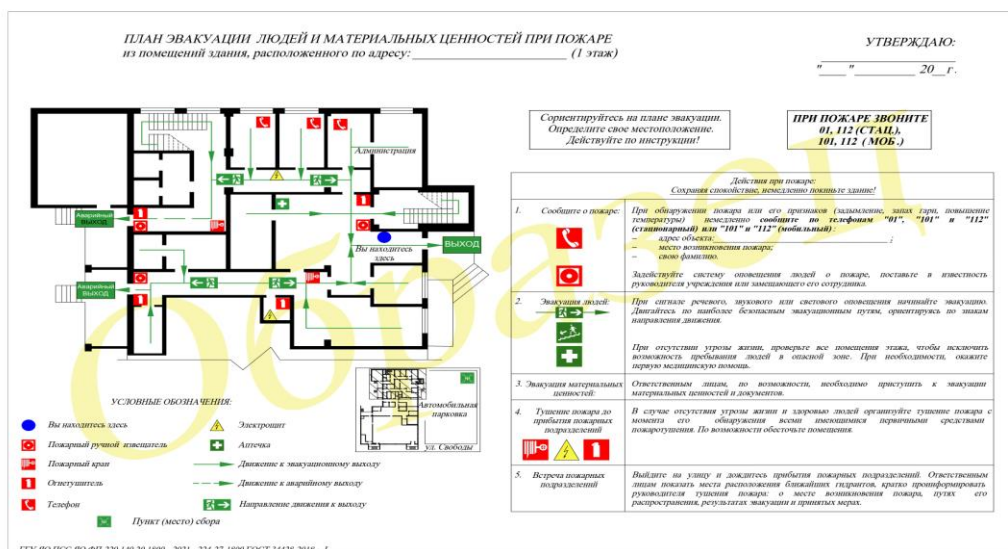 ПЛАН ЭВАКУАЦИИ ЛЮДЕЙ И МАТЕРИАЛЬНЫХ ЦЕННОСТЕЙ ПРИ ПОЖАРЕ
из помещений здания, расположенного по адресу: (1 этаж)
УТВЕРЖДАЮ:
"___" 20__г.
Сориентируйтесь на плане эвакуации.
Определите свое местоположение.
Действуйте по инструкции!
ПРИ ПОЖАРЕ ЗВОНИТЕ
01, 112 (СТАЦ.),
101, 112 ( МОБ .)
Администрация
Аварийный
ВЫХОД
Вы находитесь
здесь
ВЫХОД
Аварийный
ВЫХОД
Образец
Действия при пожаре:
Сохраняя спокойствие, немедленно покиньте здание!
1. Сообщите о пожаре:
При обнаружении пожара или его признаков (задымление, запах гари, повышение
температуры) немедленно сообщите по телефонам "01", "101" и "112"
(стационарный) или "101" и "112" (мобильный) :
– адрес объекта: ;
– место возникновения пожара;
– свою фамилию.
Задействуйте систему оповещения людей о пожаре, поставьте в известность
руководителя учреждения или замещающего его сотрудника.
2. Эвакуация людей:
При сигнале речевого, звукового или светового оповещения начинайте эвакуацию.
Двигайтесь по наиболее безопасным эвакуационным путям, ориентируясь по знакам
направления движения.
При отсутствии угрозы жизни, проверьте все помещения этажа, чтобы исключить
возможность пребывания людей в опасной зоне. При необходимости, окажите
первую медицинскую помощь.
3. Эвакуация материальных
ценностей:
Ответственным лицам, по возможности, необходимо приступить к эвакуации
материальных ценностей и документов.
4. Тушение пожара до
прибытия пожарных
подразделений
В случае отсутствия угрозы жизни и здоровью людей организуйте тушение пожара с
момента его обнаружения всеми имеющимися первичными средствами
пожаротушения. По возможности обесточьте помещения.
5. Встреча пожарных
подразделений
Выйдите на улицу и дождитесь прибытия пожарных подразделений. Ответственным
лицам показать места расположения ближайших гидрантов, кратко проинформировать
руководителя тушения пожара: о месте возникновения пожара, путях его
распространения, результатах эвакуации и принятых мерах.
Автомобильная
парковка
ул. Свободы
УСЛОВНЫЕ ОБОЗНАЧЕНИЯ:
Вы находитесь здесь
Электрощит
Пожарный ручной извещатель
Аптечка
Пожарный кран
Движение к эвакуационному выходу
Огнетушитель
Движение к аварийному выходу
Телефон
Направление движения к выходу
Пункт (место) сбора